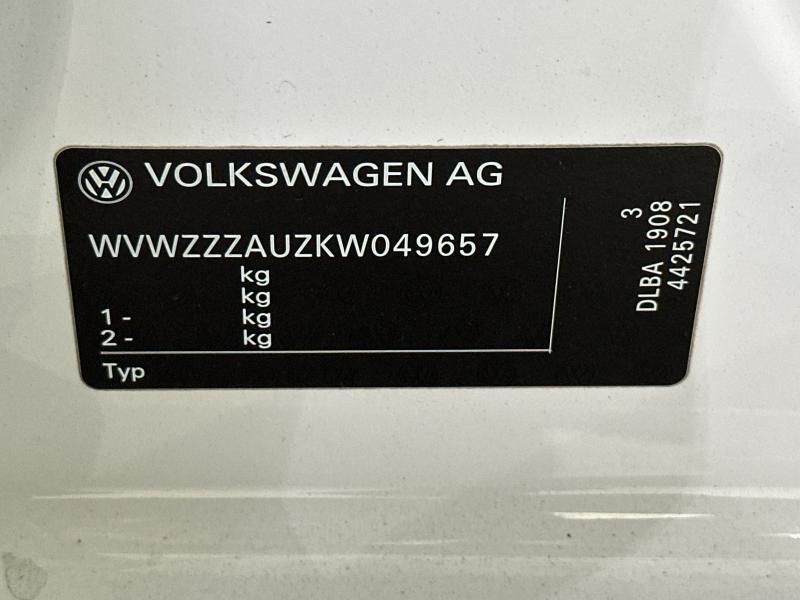 VOLKSWAGEN AG
WVWZZZAUZKW049657
kg
kg
1 - kg
2 - kg
Typ
3
DLBA 1908
4425721